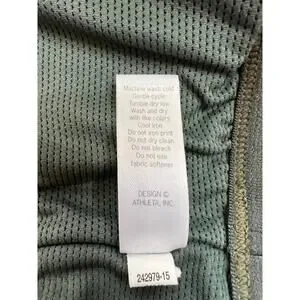 Machine wash cold
Gentle cycle
Tumble dry low
Wash and dry
with like colors
Cool iron
Do not iron print
Do not dry clean
Do not bleach
Do not use
fabric softener
DESIGN ©
ATHLETA, INC.
242979-15